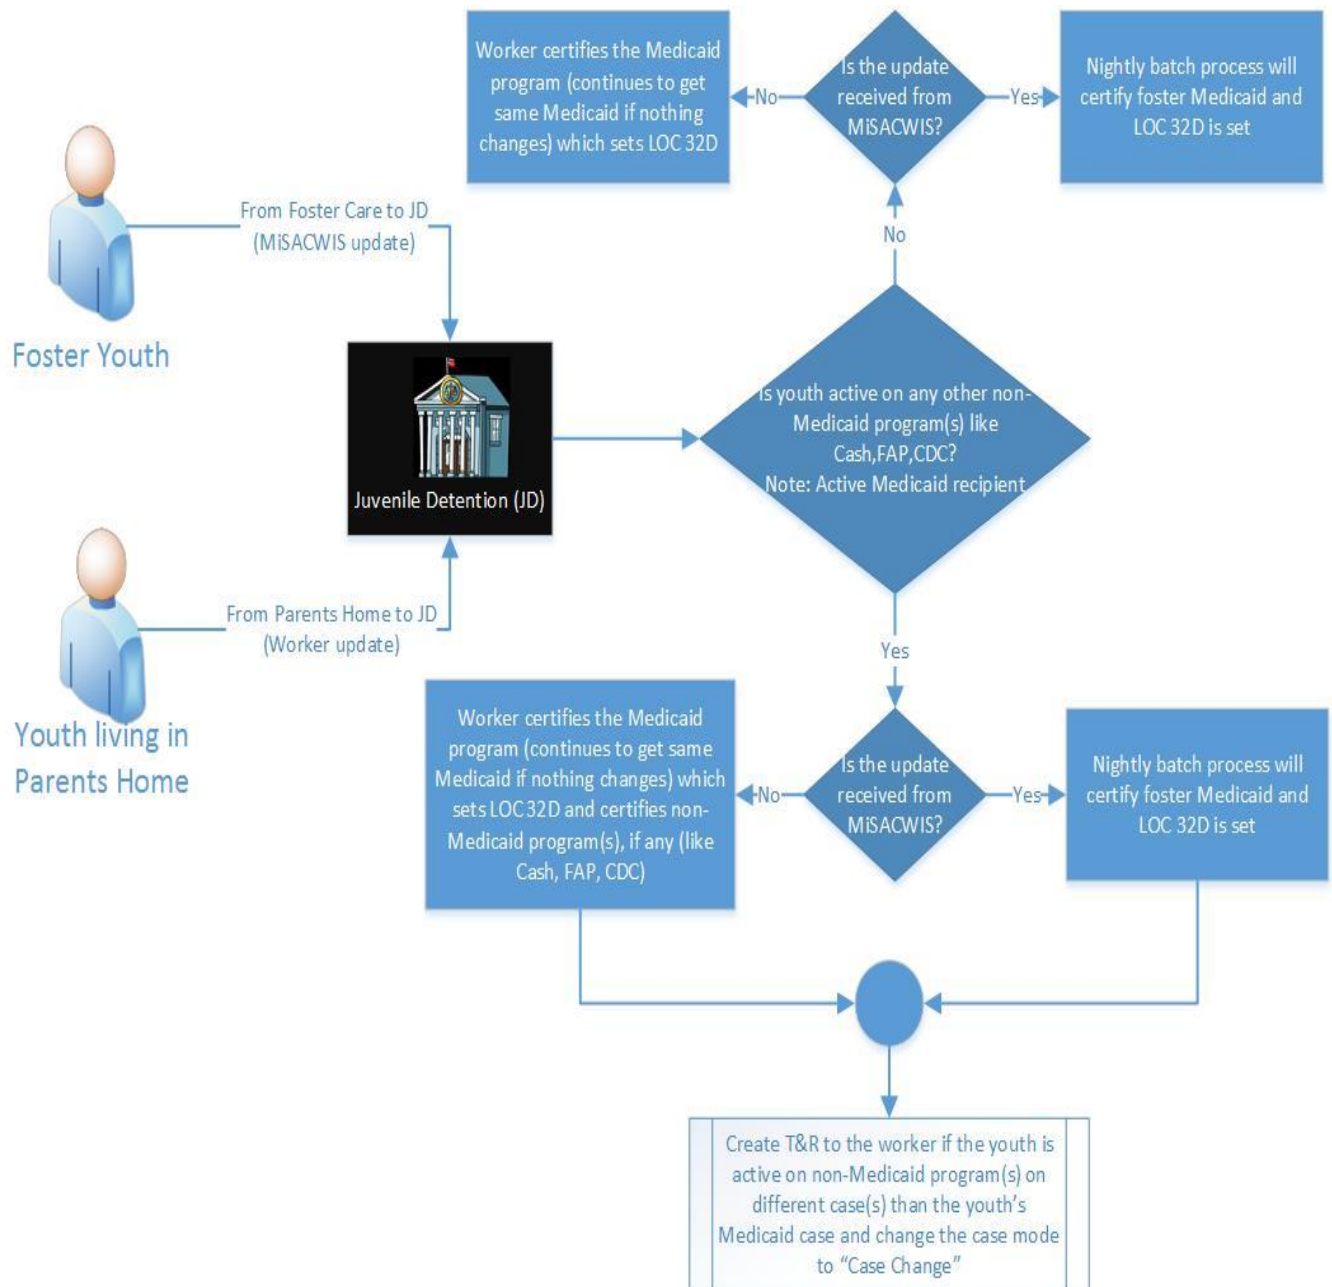 Worker certifies the Medicaid
program (continues to get
same Medicaid if nothing
changes) which sets LOC 32D
No
Is the update
received from
MiSACWIS?
Yes
Nightly batch process will
certify foster Medicaid and
LOC 32D is set
From Foster Care to JD
(MiSACWIS update)
No
Foster Youth
Juvenile Detention (JD)
Is youth active on any other non-
Medicaid program(s) like
Cash,FAP,CDC?
Note: Active Medicaid recipient
From Parents Home to JD
(Worker update)
Yes
Youth living in
Parents Home
Worker certifies the Medicaid
program (continues to get same
Medicaid if nothing changes) which
sets LOC 32D and certifies non-
Medicaid program(s), if any (like
Cash, FAP, CDC)
No
Is the update
received from
MiSACWIS?
Yes
Nightly batch process will
certify foster Medicaid and
LOC 32D is set
Create T&R to the worker if the youth is
active on non-Medicaid program(s) on
different case(s) than the youth's
Medicaid case and change the case mode
to "Case Change"